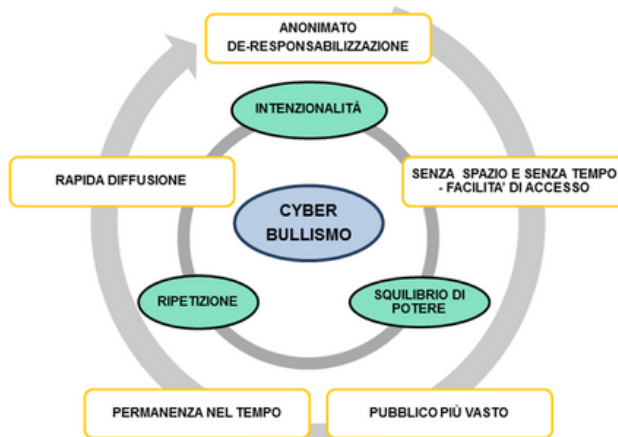 ANONIMATO
DE-RESPONSABILIZZAZIONE
INTENZIONALITÀ
RAPIDA DIFFUSIONE
SENZA SPAZIO E SENZA TEMPO
- FACILITA' DI ACCESSO
CYBER
BULLISMO
RIPETIZIONE
SQUILIBRIO DI
POTERE
PERMANENZA NEL TEMPO
PUBBLICO PIÙ VASTO